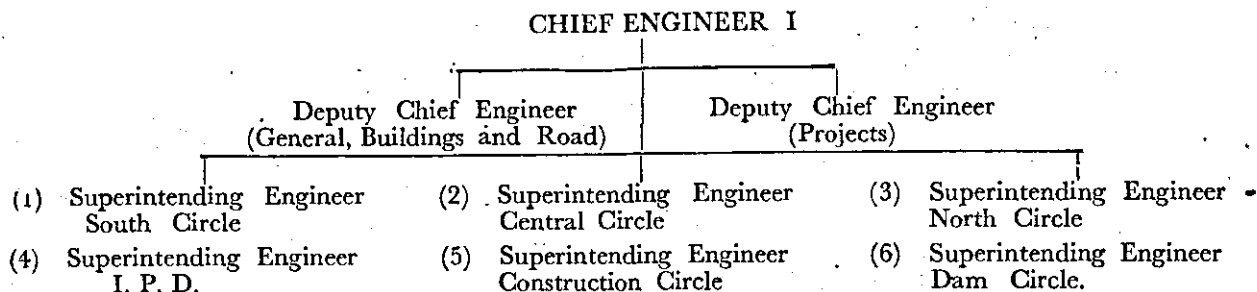 CHIEF ENGINEER I
Deputy Chief Engineer
(General, Buildings and Road)
Deputy Chief Engineer
(Projects)
(1) Superintending Engineer
South Circle
(2) Superintending Engineer
Central Circle
(3) Superintending Engineer
North Circle
(4) Superintending Engineer
I. P. D.
(5) Superintending Engineer
Construction Circle
(6) Superintending Engineer
Dam Circle.